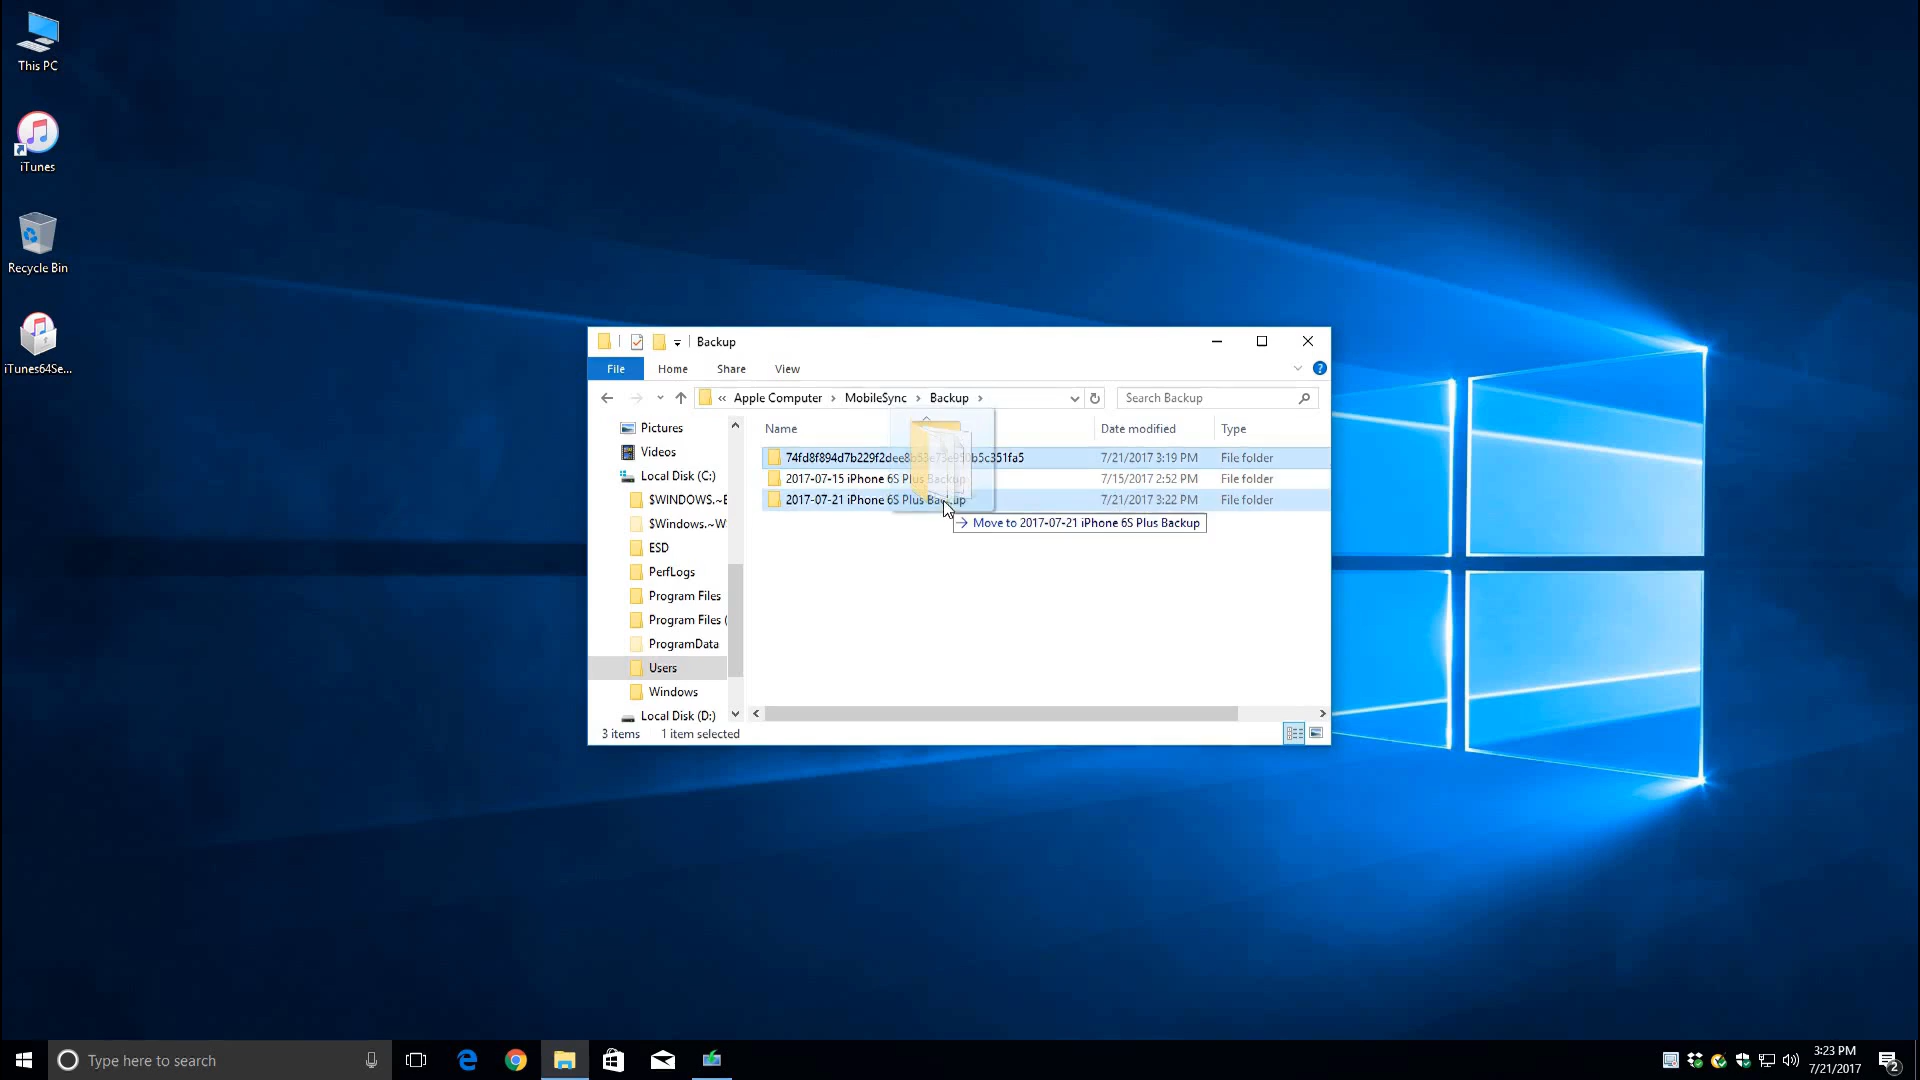 This PC
iTunes
Recycle Bin
iTunes64Se...
Backup
File Home Share View
« Apple Computer > MobileSync > Backup >
Search Backup
Name Date modified Type
74fd8f894d7b229f2dee8b53e73e950b5c351fa5 7/21/2017 3:19 PM File folder
2017-07-15 iPhone 6S Plus Backup 7/15/2017 2:52 PM File folder
2017-07-21 iPhone 6S Plus Backup 7/21/2017 3:22 PM File folder
Move to 2017-07-21 iPhone 6S Plus Backup
Pictures
Videos
Local Disk (C:)
$WINDOWS.~E
$Windows.~W
ESD
PerfLogs
Program Files
Program Files (
ProgramData
Users
Windows
Local Disk (D:)
3 items 1 item selected
Type here to search
3:23 PM
7/21/2017
2